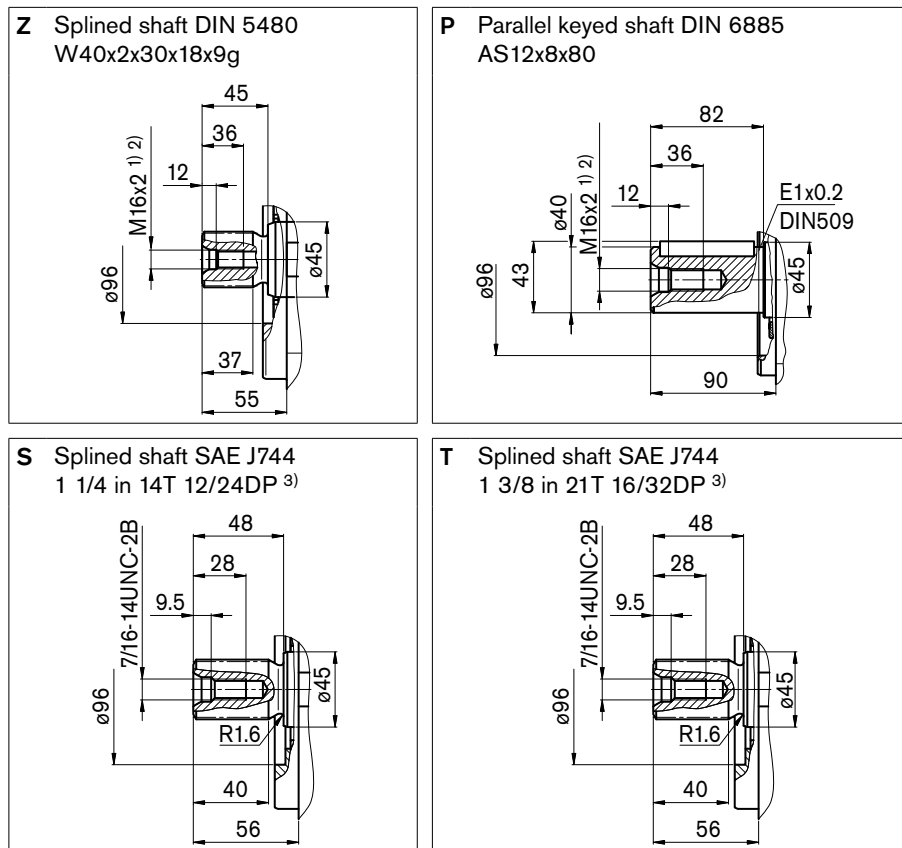 Z Splined shaft DIN 5480
W40x2x30x18x9g
45
36
12
M16x2 1) 2)
ø96
ø45
37
55
P Parallel keyed shaft DIN 6885
AS12x8x80
82
36
12
M16x2 1) 2)
ø40
E1x0.2
DIN509
ø96
43
ø45
90
S Splined shaft SAE J744
1 1/4 in 14T 12/24DP 3)
48
28
9.5
7/16-14UNC-2B
ø96
ø45
R1.6
40
56
T Splined shaft SAE J744
1 3/8 in 21T 16/32DP 3)
48
28
9.5
7/16-14UNC-2B
ø96
ø45
R1.6
40
56